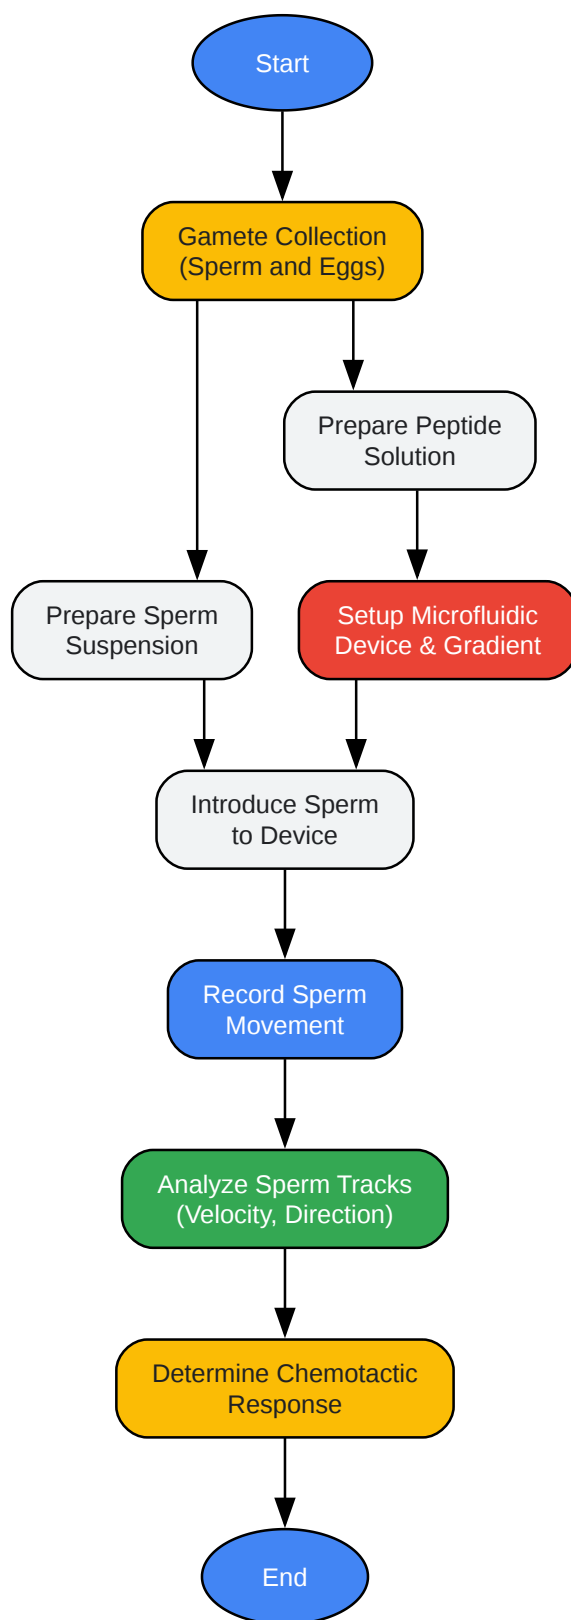 Start
Gamete Collection
(Sperm and Eggs)
Prepare Peptide
Solution
Prepare Sperm
Suspension
Setup Microfluidic
Device & Gradient
Introduce Sperm
to Device
Record Sperm
Movement
Analyze Sperm Tracks
(Velocity, Direction)
Determine Chemotactic
Response
End